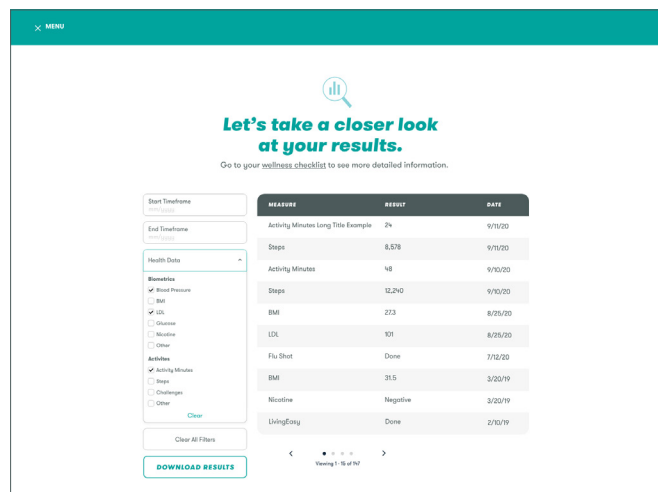 MENU
Let's take a closer look
at your results.
Go to your wellness checklist to see more detailed information.
Start Timeframe
End Timeframe
Health Data
Biometrics
Blood Pressure
BMI
LDL
Glucose
Nicotine
Other
Activites
Activity Minutes
Steps
Challenges
Other
Clear
Clear All Filters
DOWNLOAD RESULTS
MEASURE RESULT DATE
Activity Minutes Long Title Example 24 9/11/20
Steps 8,578 9/11/20
Activity Minutes 48 9/10/20
Steps 12,240 9/10/20
BMI 27.3 8/25/20
LDL 101 8/25/20
Flu Shot Done 7/12/20
BMI 31.5 3/20/19
Nicotine Negative 3/20/19
LivingEasy Done 2/10/19
Viewing 1 - 15 of 147